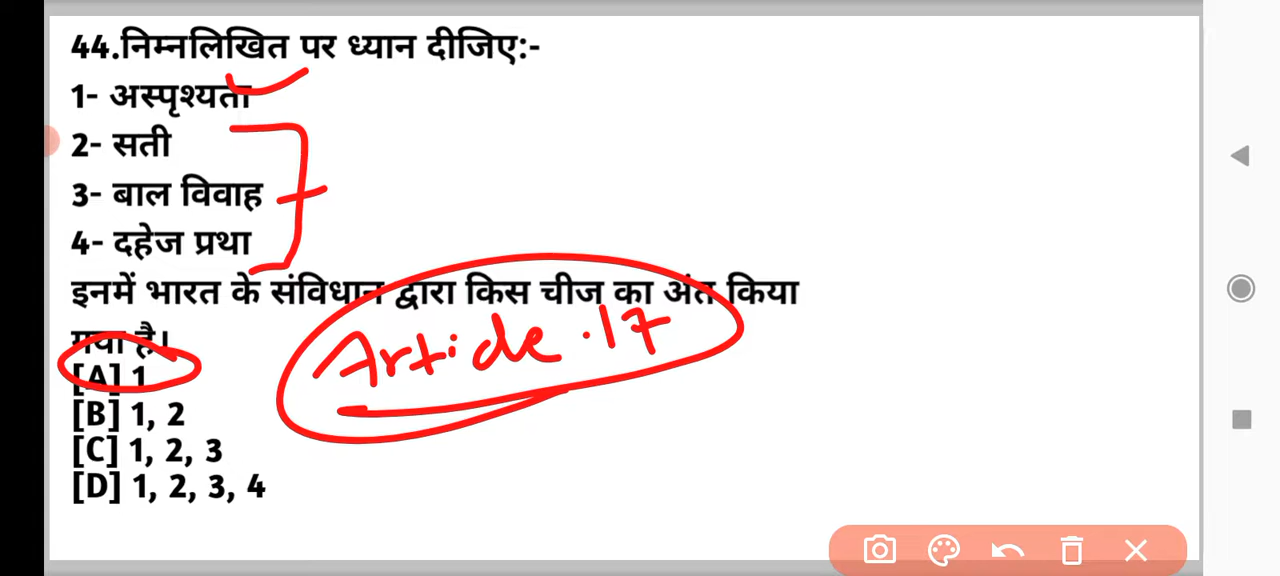 44.निम्नलिखित पर ध्यान दीजिए:-
1- अस्पृश्यता
2- सती
3- बाल विवाह
4- दहेज प्रथा
इनमें भारत के संविधान द्वारा किस चीज का अंत किया
गया है।
Article.17
[A] 1
[B] 1, 2
[C] 1, 2, 3
[D] 1, 2, 3, 4